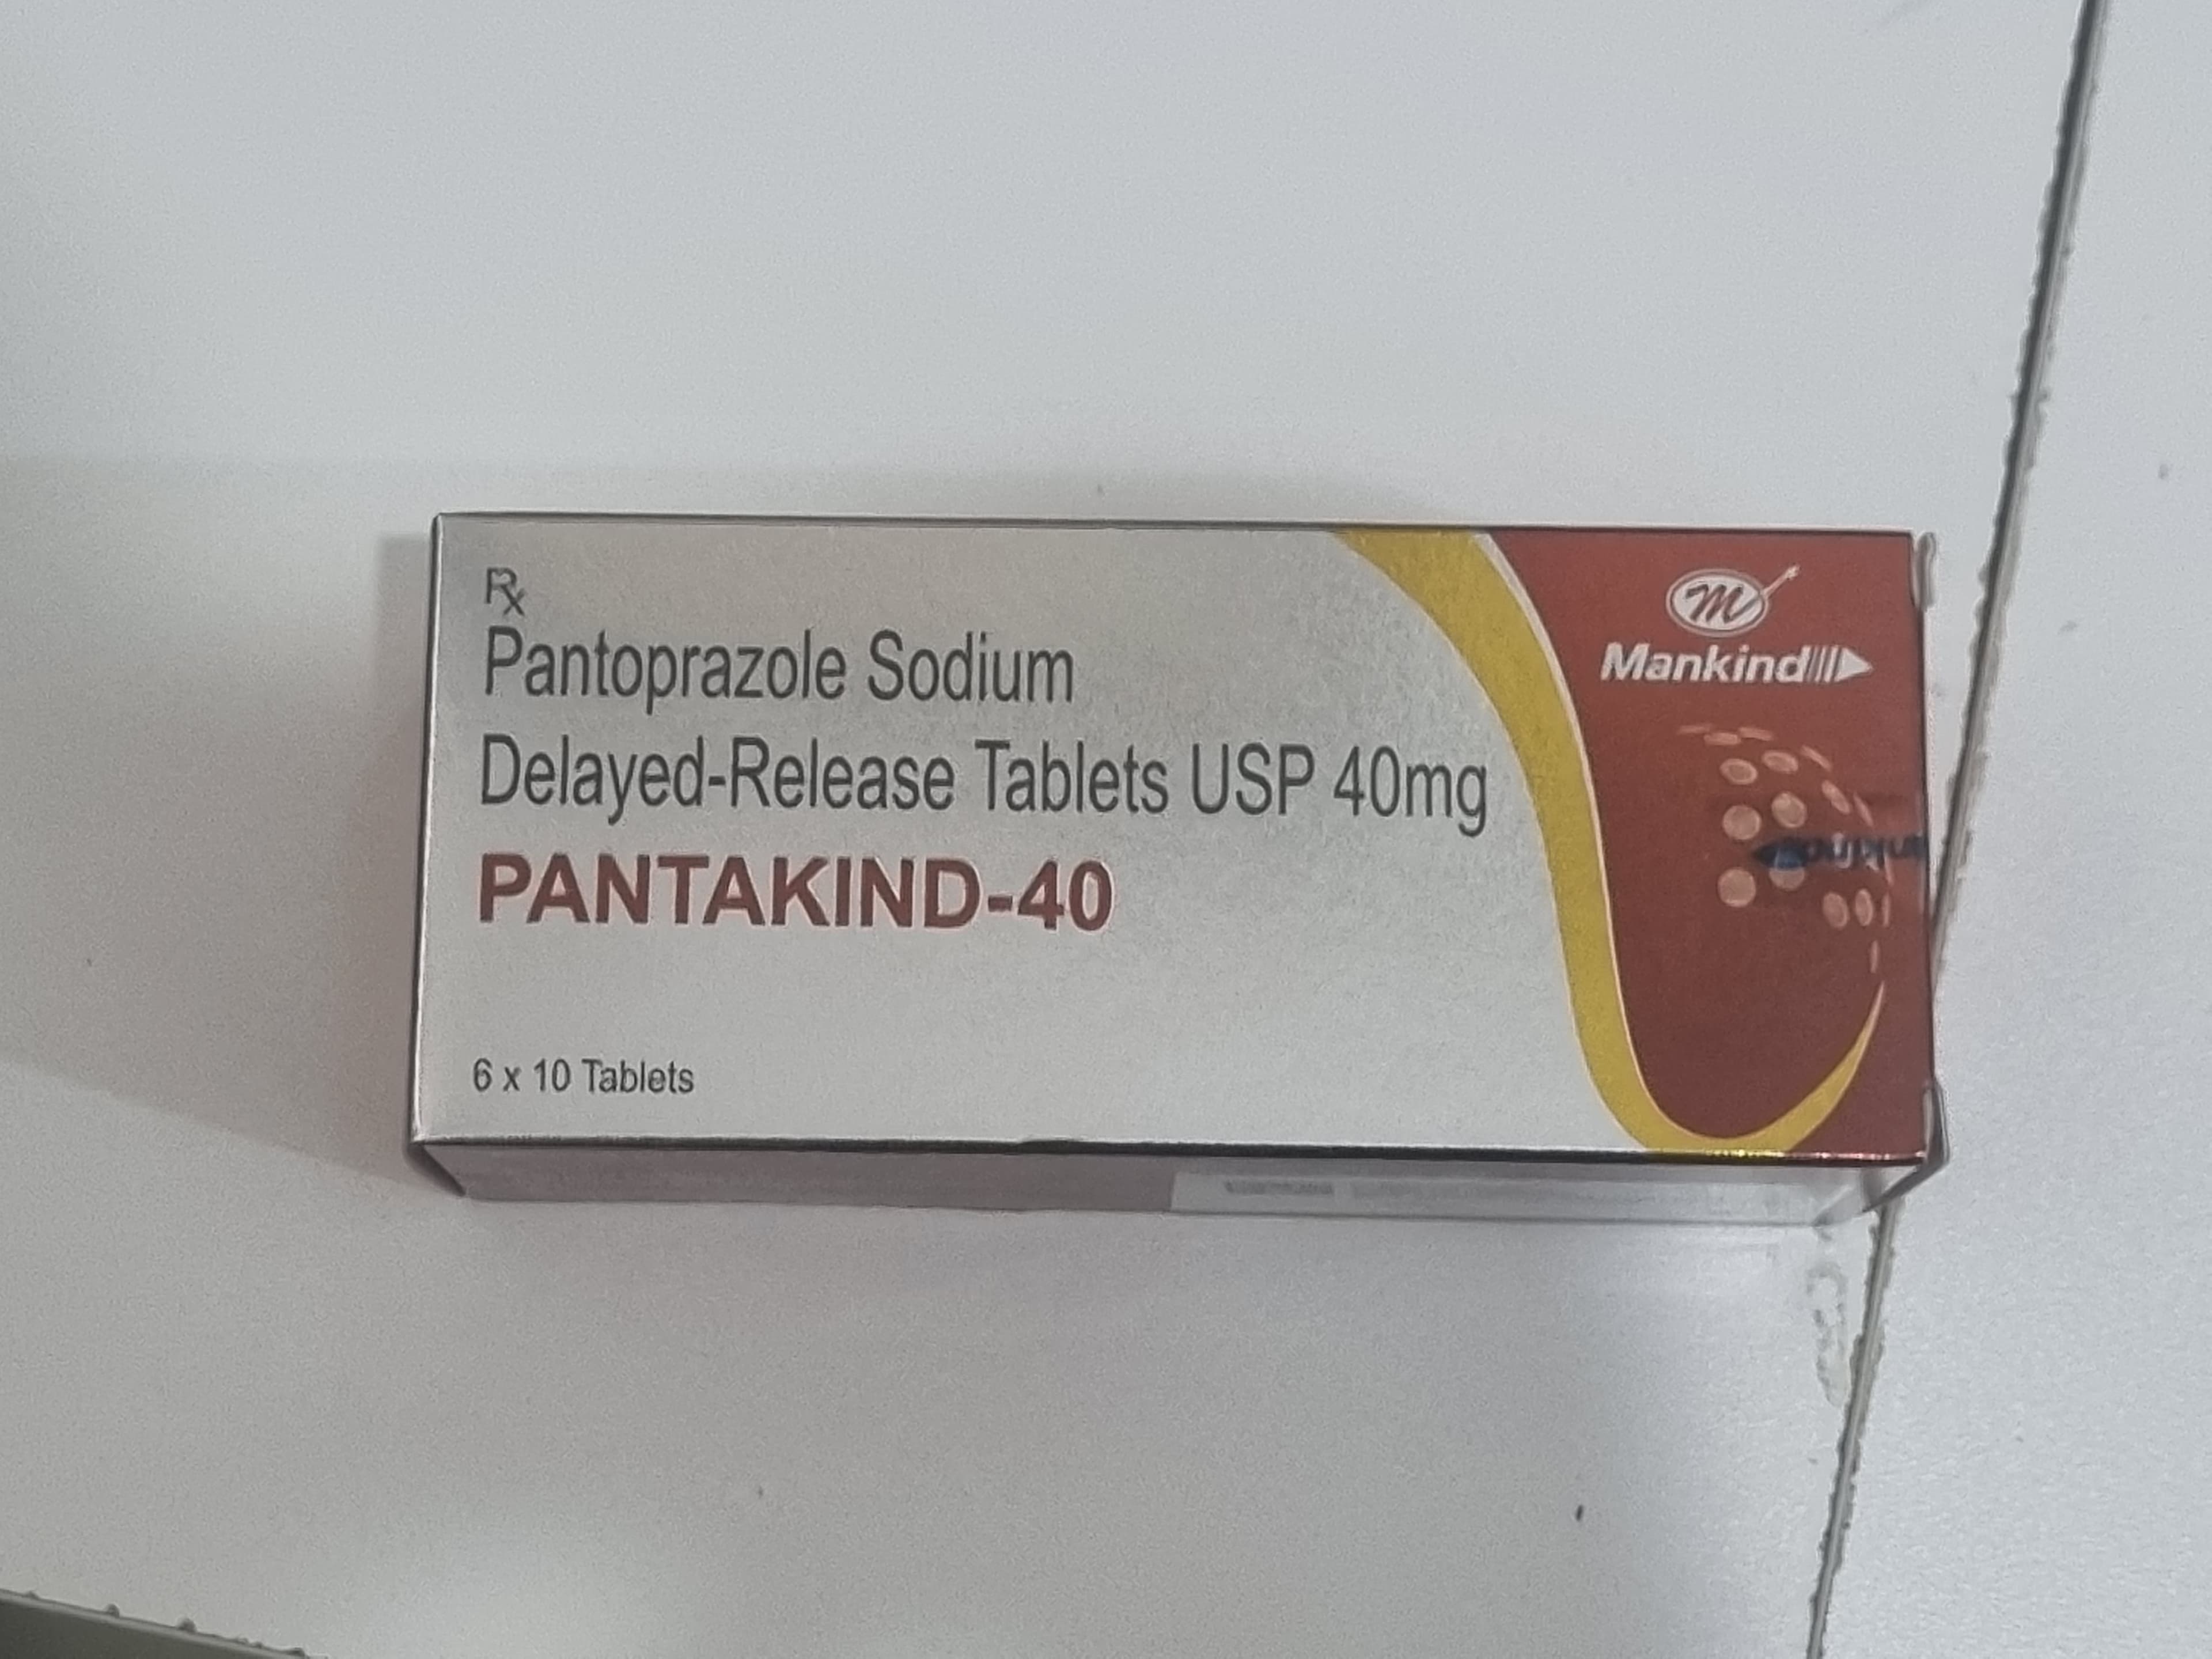 Rx
Pantoprazole Sodium
Delayed-Release Tablets USP 40mg
PANTAKIND-40
6 x 10 Tablets
m
Mankind